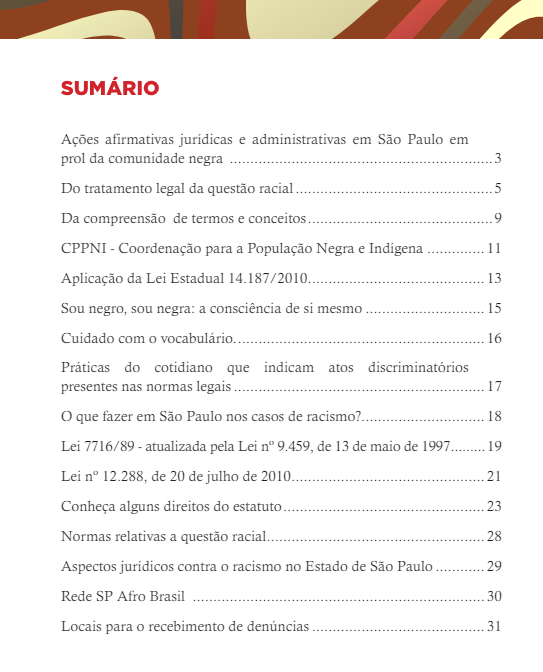 SUMÁRIO
Ações afirmativas jurídicas e administrativas em São Paulo em
prol da comunidade negra ................................................................3
Do tratamento legal da questão racial ................................................5
Da compreensão de termos e conceitos .............................................9
CPPNI - Coordenação para a População Negra e Indígena .............. 11
Aplicação da Lei Estadual 14.187/2010........................................... 13
Sou negro, sou negra: a consciência de si mesmo ............................. 15
Cuidado com o vocabulário............................................................. 16
Práticas do cotidiano que indicam atos discriminatórios
presentes nas normas legais ............................................................. 17
O que fazer em São Paulo nos casos de racismo?.............................. 18
Lei 7716/89 - atualizada pela Lei nº 9.459, de 13 de maio de 1997......... 19
Lei nº 12.288, de 20 de julho de 2010............................................... 21
Conheça alguns direitos do estatuto ................................................. 23
Normas relativas a questão racial..................................................... 28
Aspectos jurídicos contra o racismo no Estado de São Paulo ............ 29
Rede SP Afro Brasil ....................................................................... 30
Locais para o recebimento de denúncias .......................................... 31